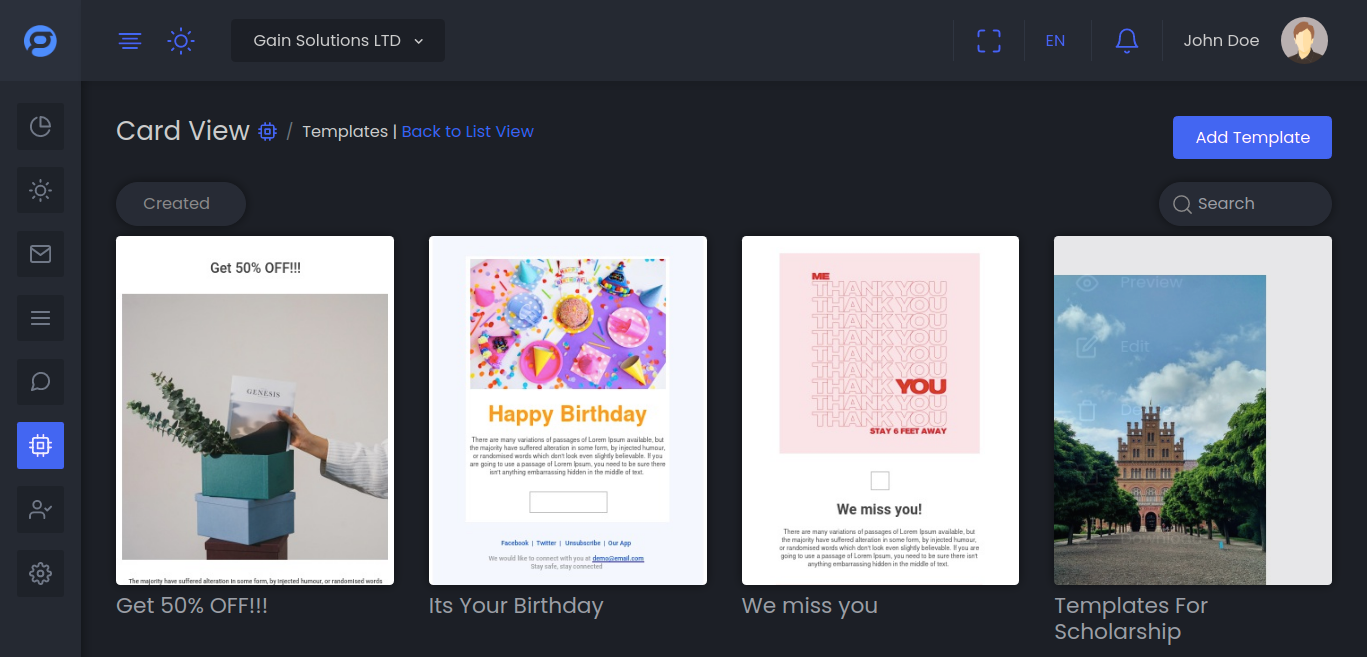 Gain Solutions LTD
EN
John Doe
Card View / Templates | Back to List View
Add Template
Created
Search
Get 50% OFF!!!
GENESIS
The majority have suffered alteration in some form, by injected humour, or randomised words
Get 50% OFF!!!
Happy Birthday
There are many variations of passages of Lorem Ipsum available, but
the majority have suffered alteration in some form, by injected humour,
or randomised words which don't look even slightly believable. If you
are going to use a passage of Lorem Ipsum, you need to be sure there
isn't anything embarrassing hidden in the middle of text.
Facebook | Twitter | Unsubscribe | Our App
We would like to connect with you at demo@email.com
Stay safe, stay connected
Its Your Birthday
ME
THANK YOU
THANK YOU
THANK YOU
THANK YOU
THANK YOU
THANK YOU
YOU
THANK YOU
THANK YOU
STAY 6 FEET AWAY
We miss you!
There are many variations of passages of Lorem Ipsum available, but
the majority have suffered alteration in some form, by injected humour,
or randomised words which don't look even slightly believable. If you are
going to use a passage of Lorem Ipsum, you need to be sure there isn't
anything embarrassing hidden in the middle of text.
We miss you
Preview
Edit
Templates For
Scholarship